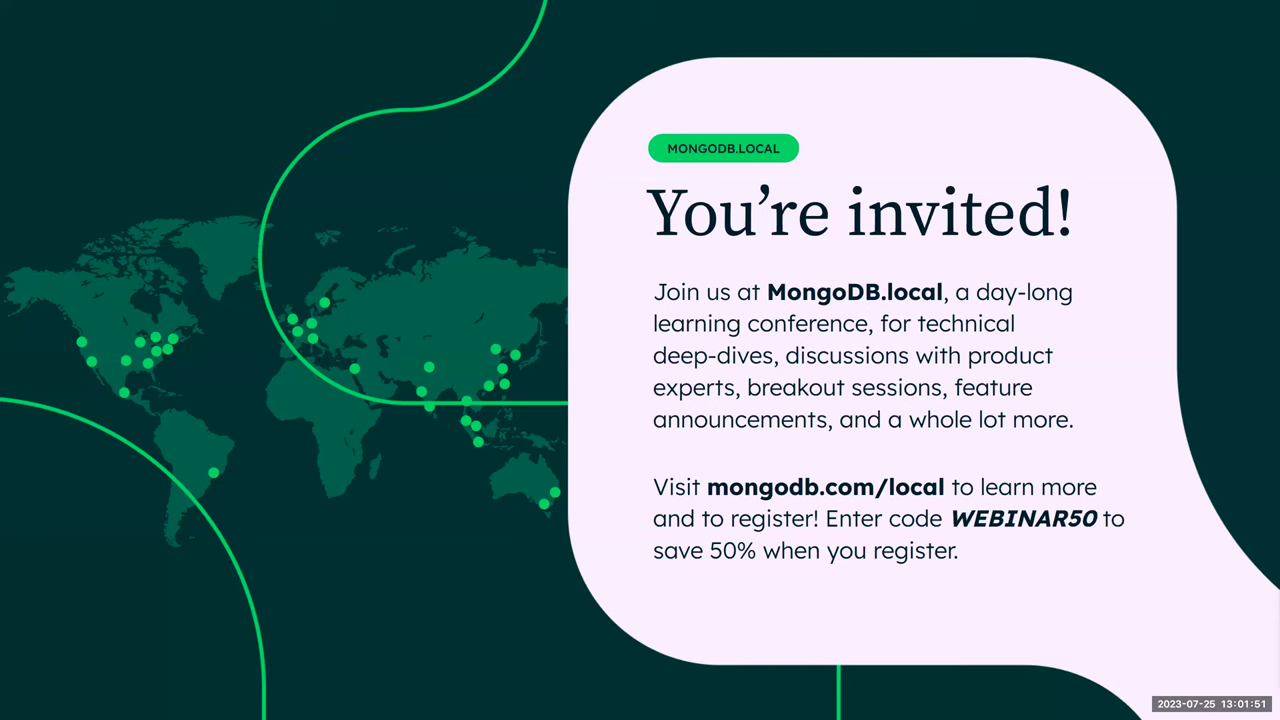 MONGODB.LOCAL
You’re invited!
Join us at MongoDB.local, a day-long
learning conference, for technical
deep-dives, discussions with product
experts, breakout sessions, feature
announcements, and a whole lot more.
Visit mongodb.com/local to learn more
and to register! Enter code WEBINAR50 to
save 50% when you register.
2023-07-25 13:01:51